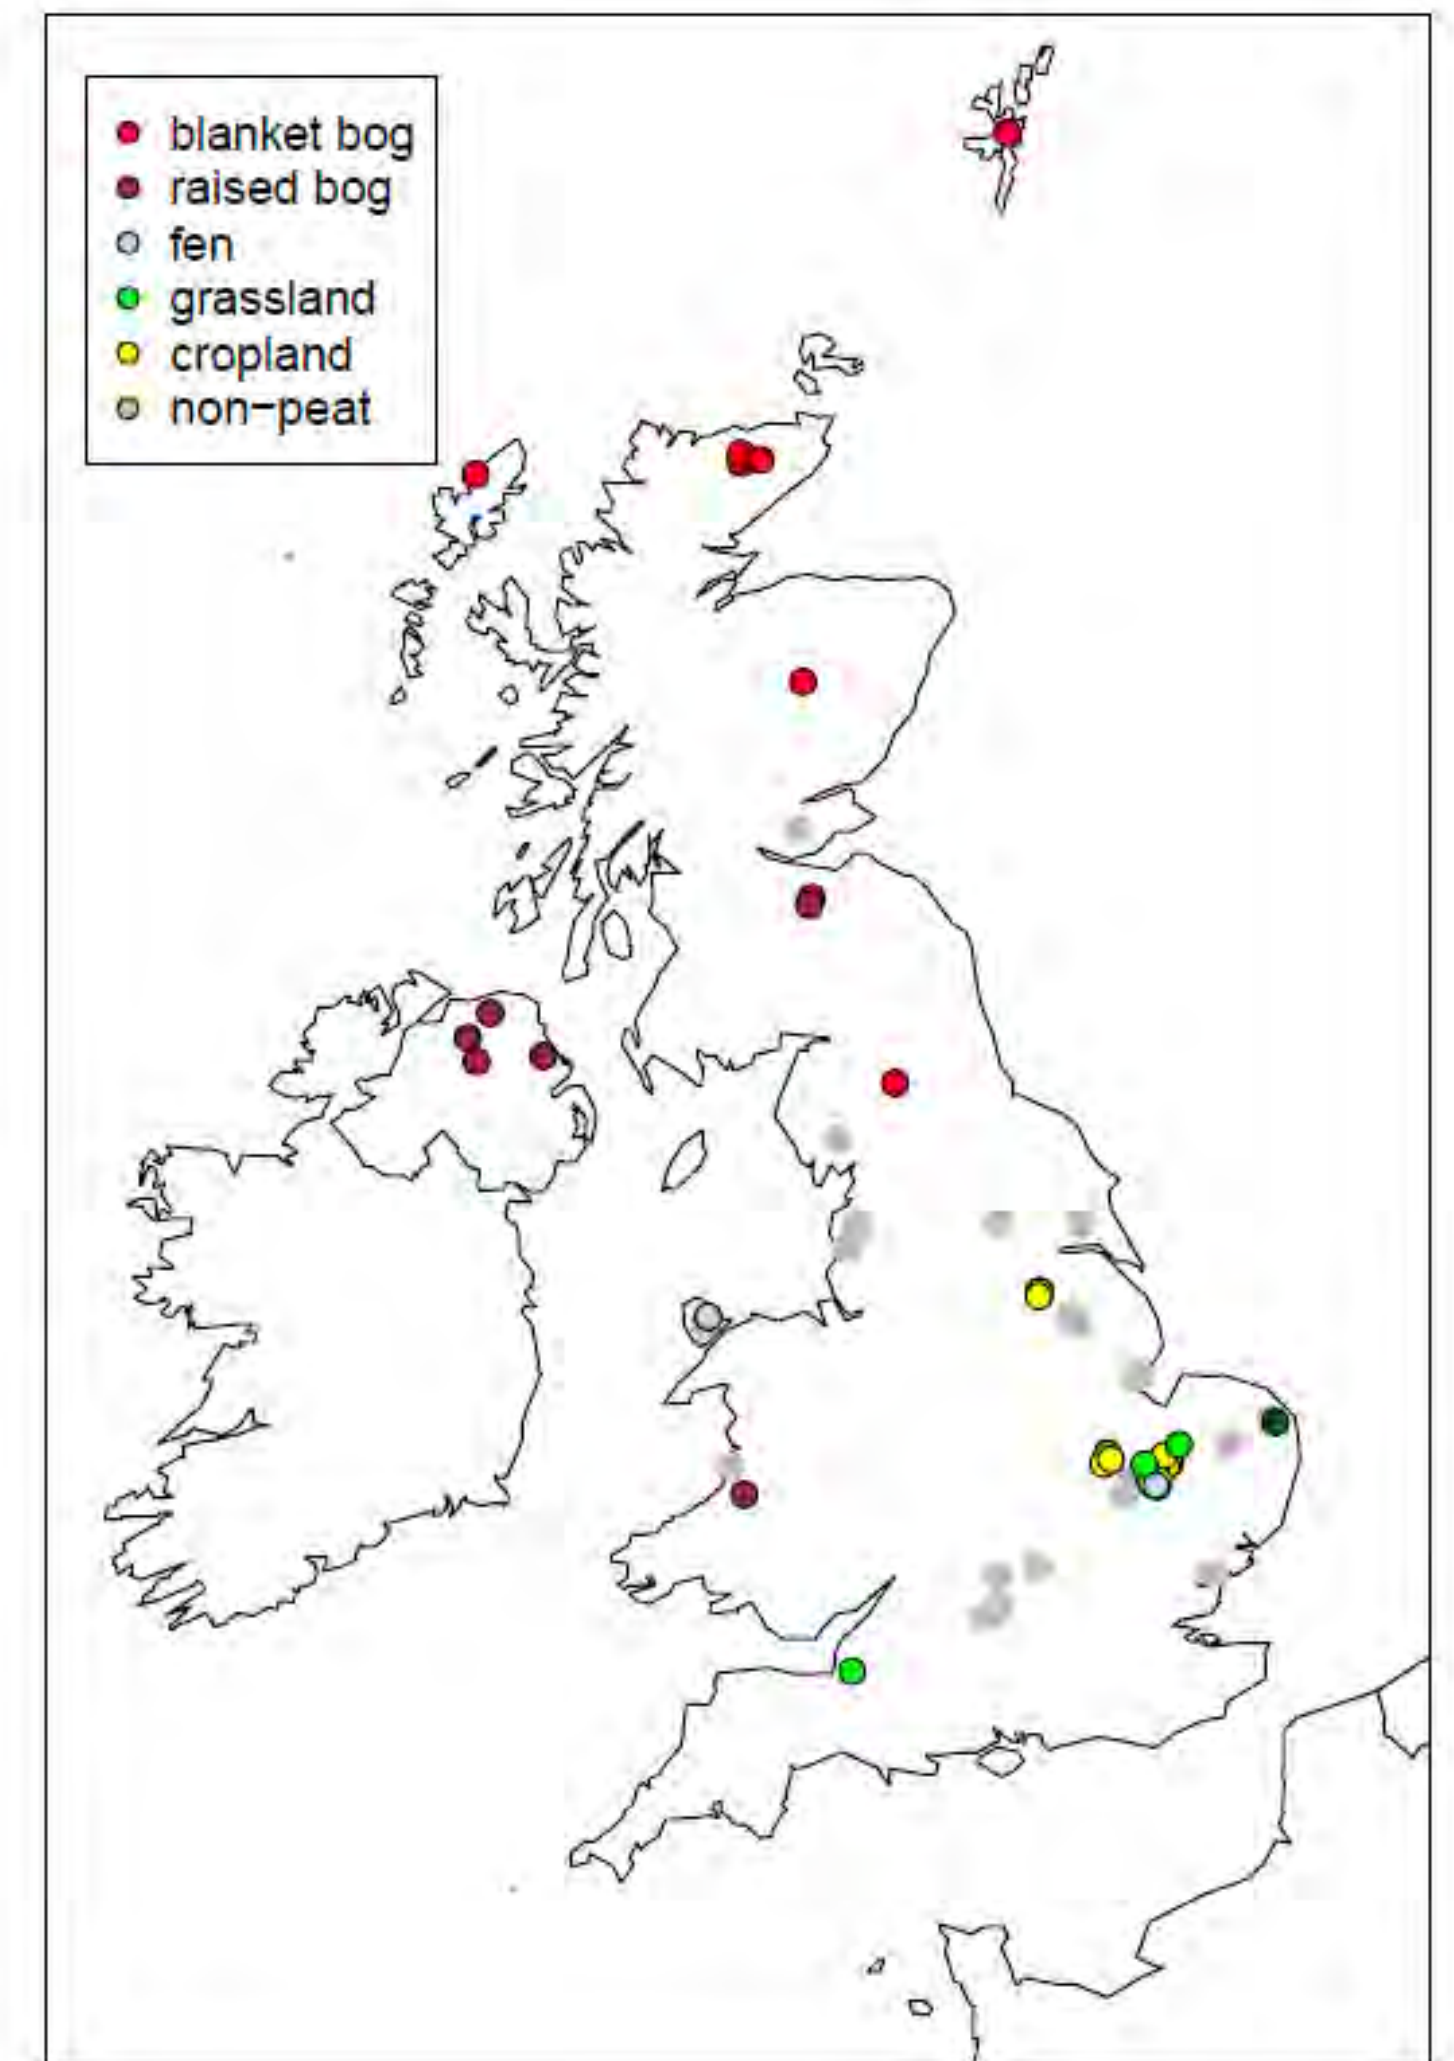 blanket bog
raised bog
fen
grassland
cropland
non−peat